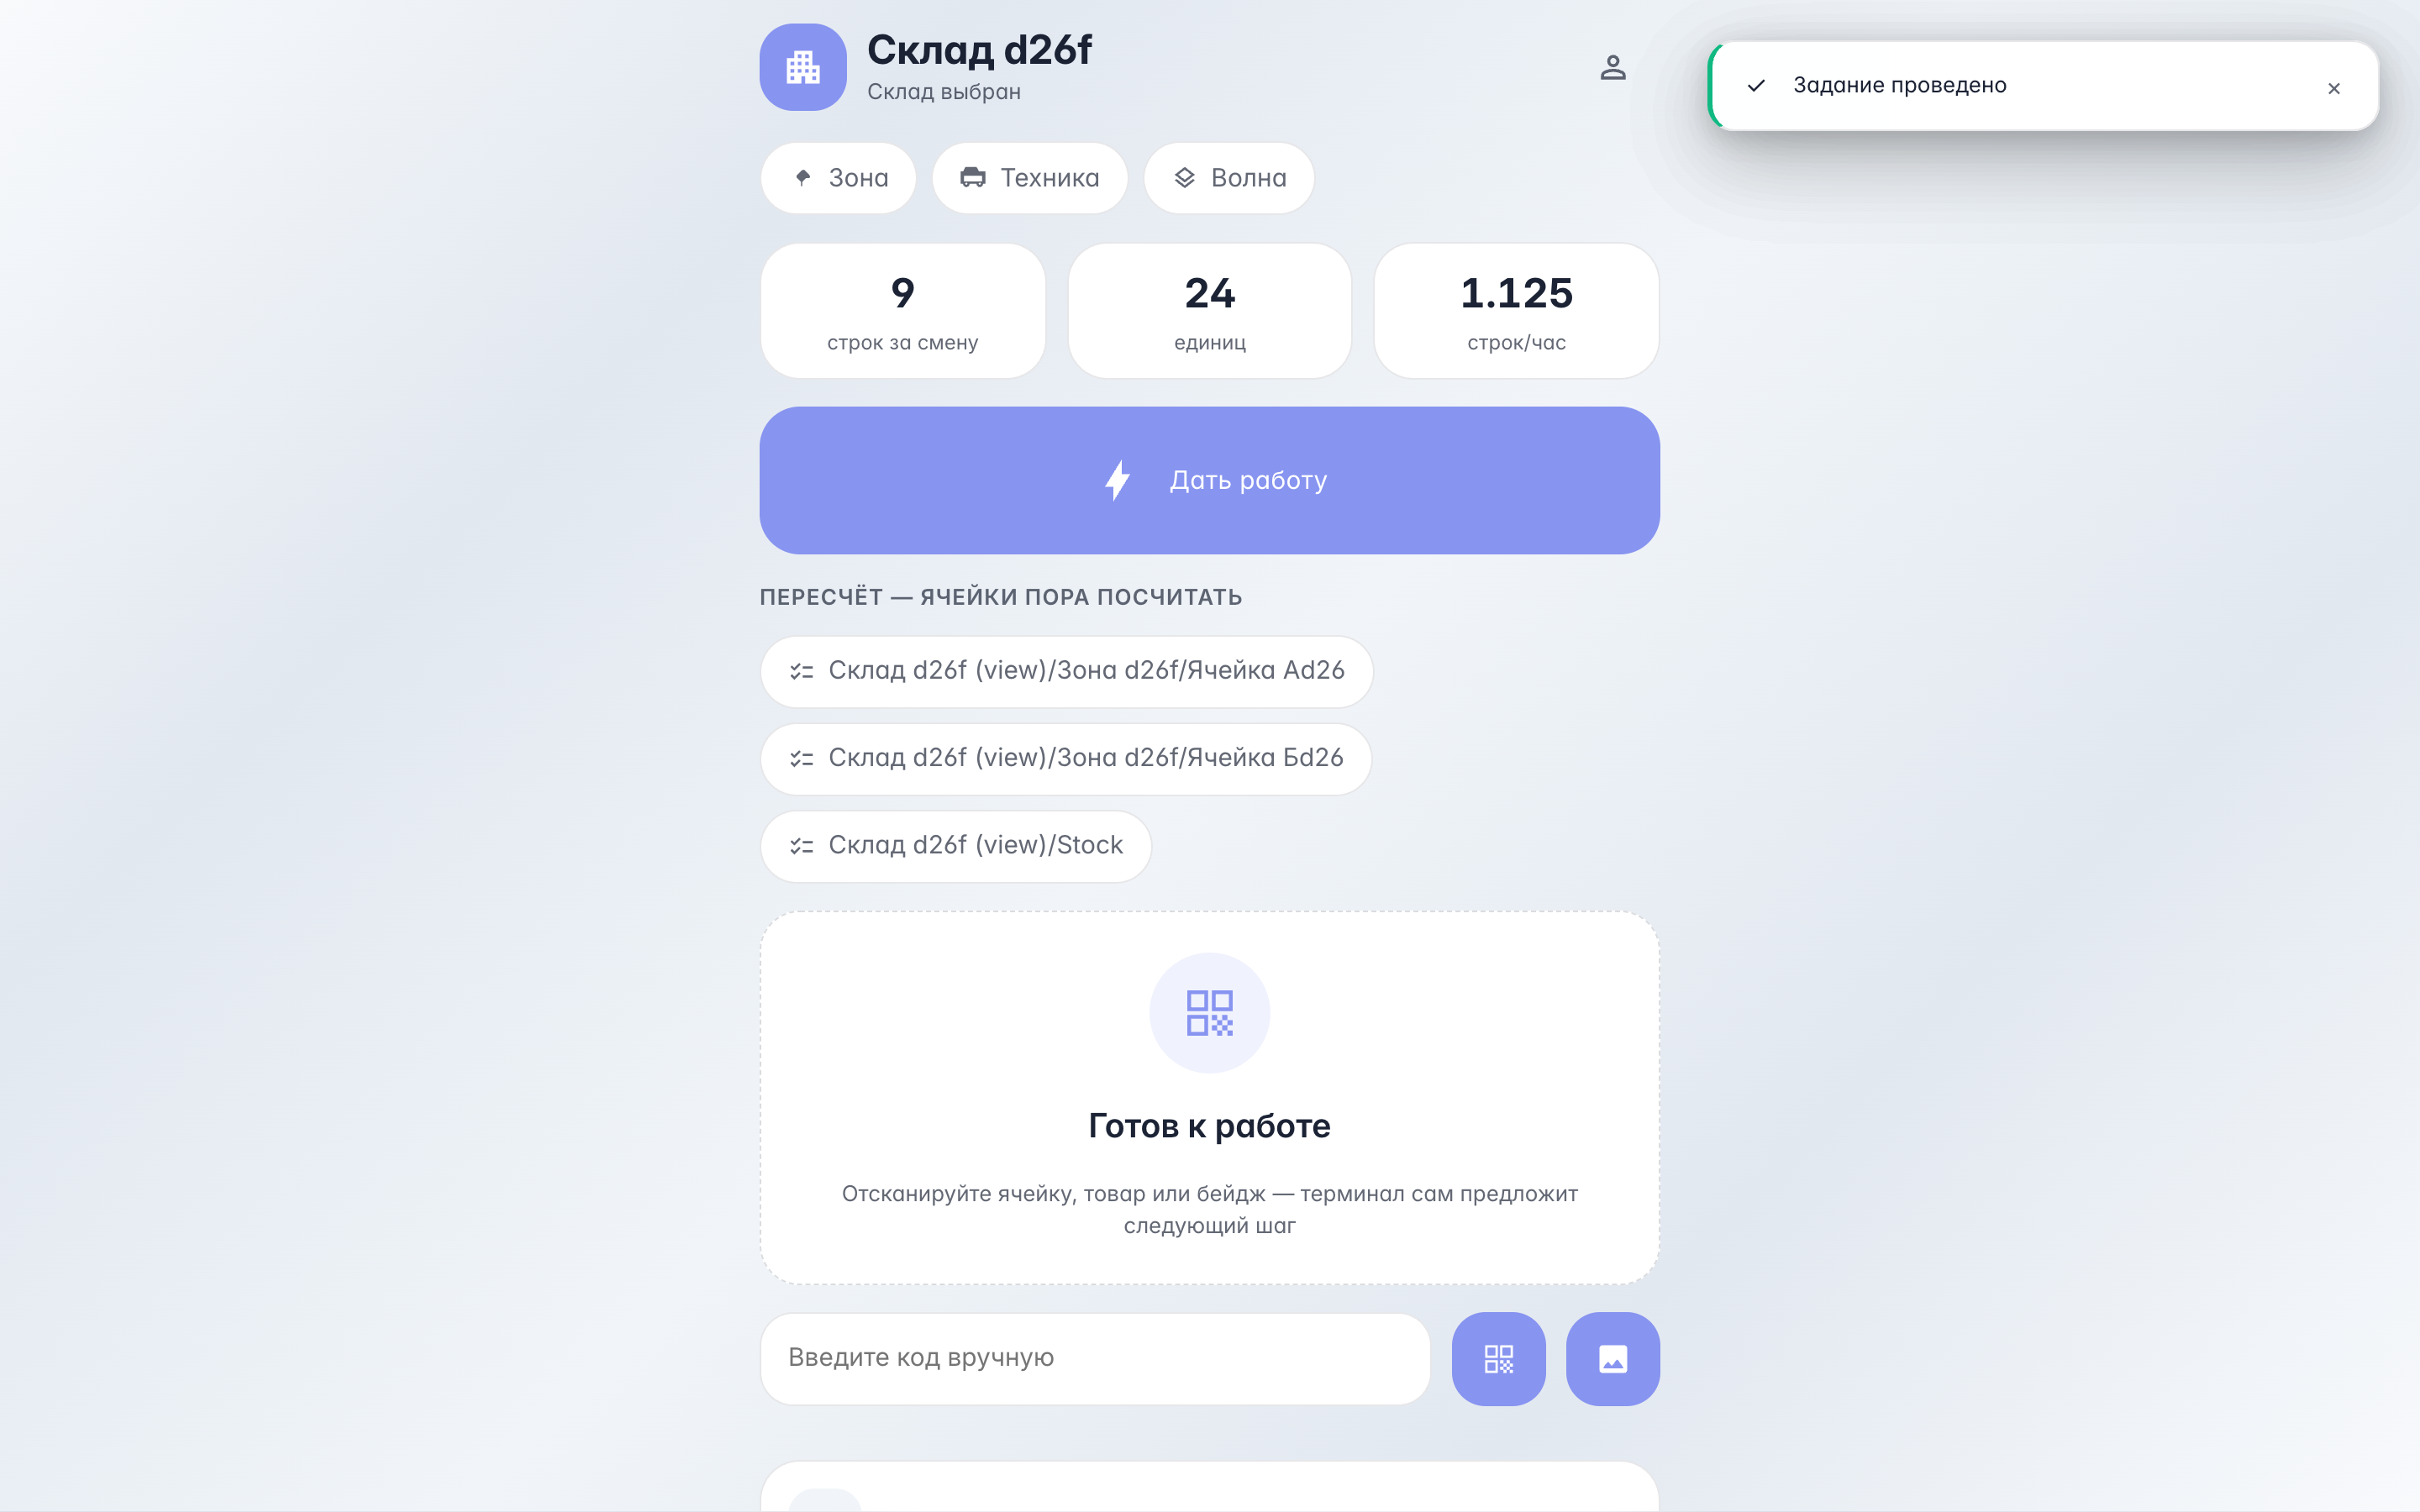 Склад d26f
Склад выбран
Задание проведено
Зона
Техника
Волна
9
строк за смену
24
единиц
1.125
строк/час
Дать работу
ПЕРЕСЧЁТ — ЯЧЕЙКИ ПОРА ПОСЧИТАТЬ
Склад d26f (view)/Зона d26f/Ячейка Ad26
Склад d26f (view)/Зона d26f/Ячейка Бd26
Склад d26f (view)/Stock
Готов к работе
Отсканируйте ячейку, товар или бейдж — терминал сам предложит
следующий шаг
Введите код вручную